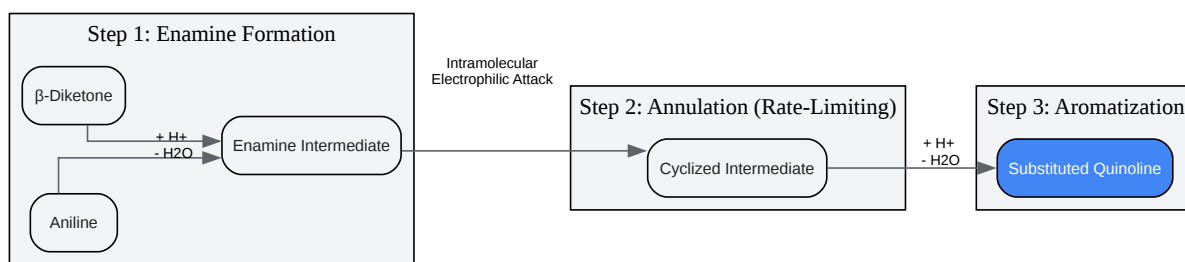 Step 1: Enamine Formation
β-Diketone
+ H+
- H2O
Enamine Intermediate
Aniline
Intramolecular
Electrophilic Attack
Step 2: Annulation (Rate-Limiting)
Cyclized Intermediate
+ H+
- H2O
Step 3: Aromatization
Substituted Quinoline